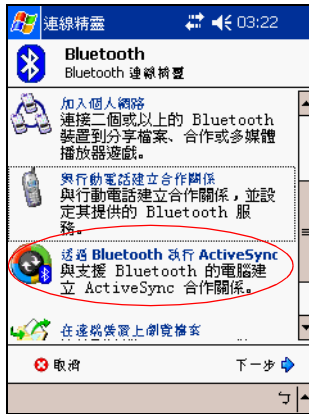 連線精靈 03:22
Bluetooth
Bluetooth 連線精靈
加入個人網路
連接二個或以上的 Bluetooth
裝置到分享檔案、合作或多媒體
播放器遊戲。
與行動電話建立合作關係
與行動電話建立合作關係，並設
定其提供的 Bluetooth 服
務。
透過 Bluetooth 執行 ActiveSync
與支援 Bluetooth 的電腦建
立 ActiveSync 合作關係。
在遠端裝置上瀏覽檔案
取消 下一步
ㄅ